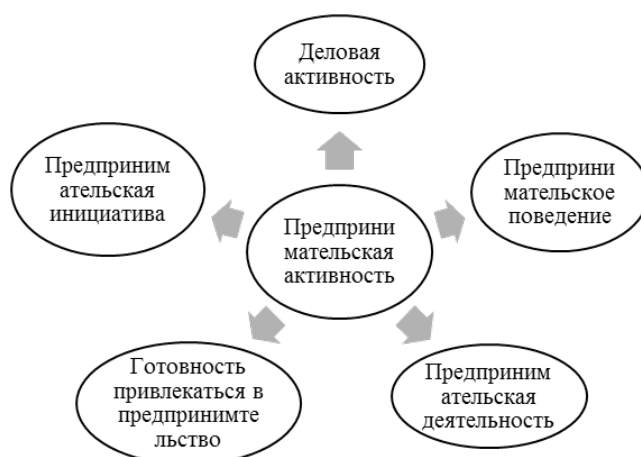 Деловая
активность
Предприним
ательская
инициатива
Предприни
мательское
поведение
Предприни
мательская
активность
Готовность
привлекаться в
предпринимте
льство
Предприним
ательская
деятельность